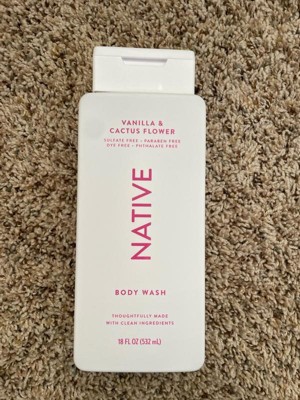 VANILLA &
CACTUS FLOWER
SULFATE FREE • PARABEN FREE
DYE FREE • PHTHALATE FREE
NATIVE
BODY WASH
THOUGHTFULLY MADE
WITH CLEAN INGREDIENTS
18 FL OZ (532 mL)